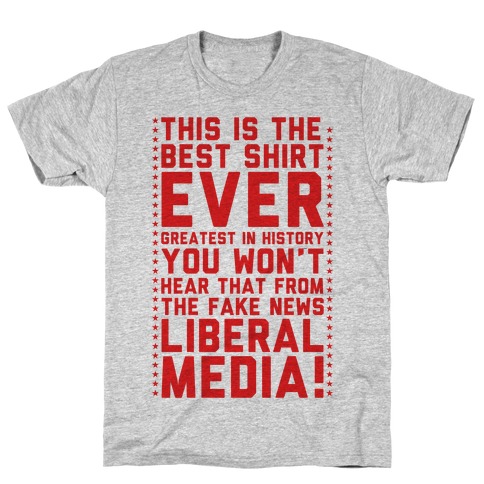 THIS IS THE
BEST SHIRT
EVER
GREATEST IN HISTORY
YOU WON'T
HEAR THAT FROM
THE FAKE NEWS
LIBERAL
MEDIA!